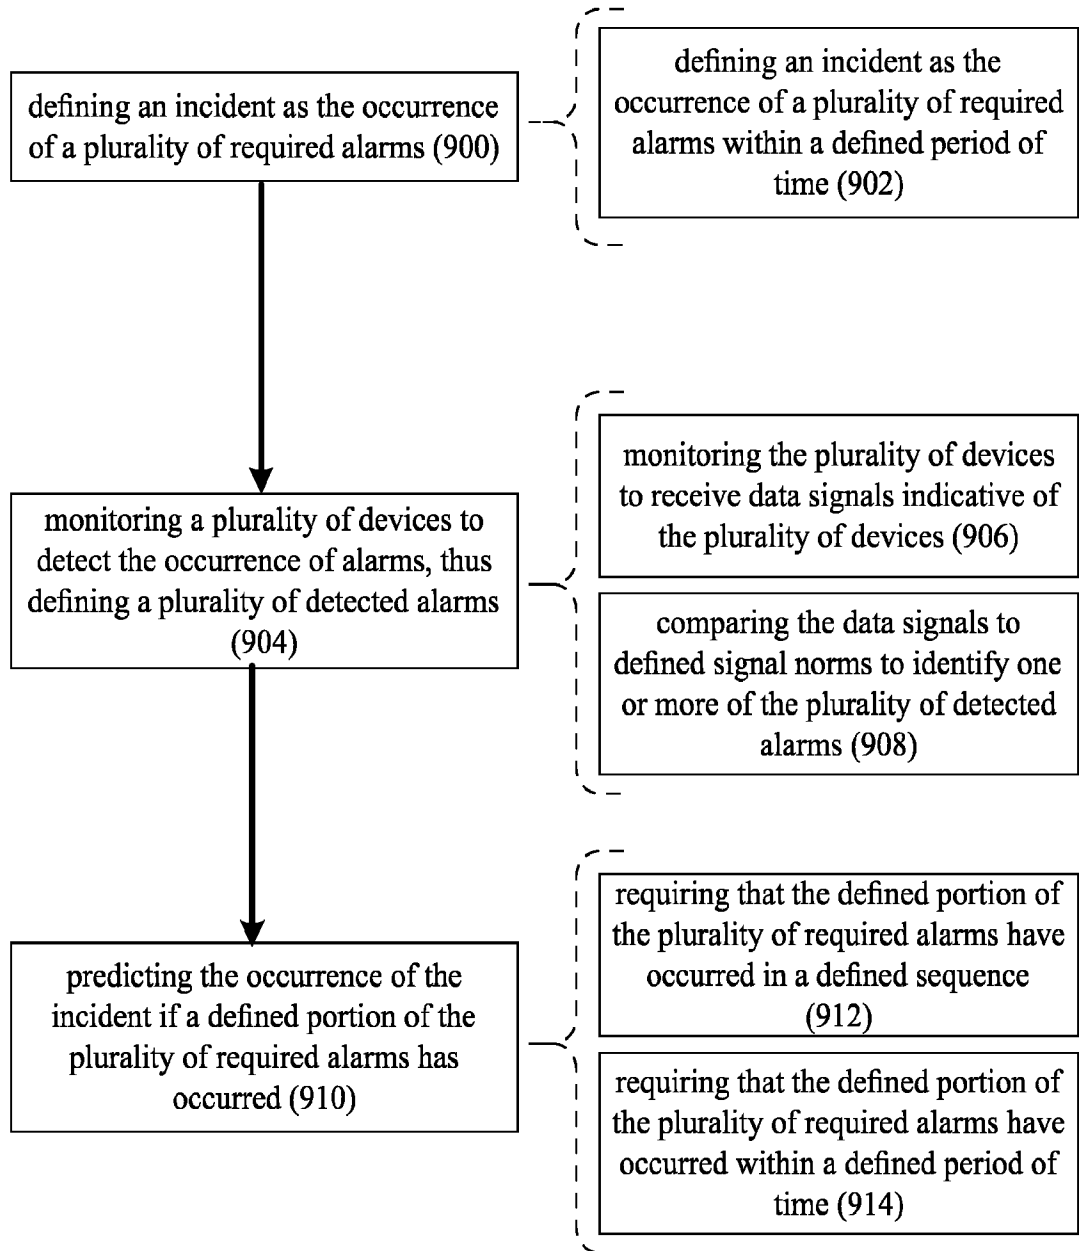 defining an incident as the occurrence
of a plurality of required alarms (900)
defining an incident as the
occurrence of a plurality of required
alarms within a defined period of
time (902)
monitoring a plurality of devices to
detect the occurrence of alarms, thus
defining a plurality of detected alarms
(904)
monitoring the plurality of devices
to receive data signals indicative of
the plurality of devices (906)
comparing the data signals to
defined signal norms to identify one
or more of the plurality of detected
alarms (908)
predicting the occurrence of the
incident if a defined portion of the
plurality of required alarms has
occurred (910)
requiring that the defined portion of
the plurality of required alarms have
occurred in a defined sequence
(912)
requiring that the defined portion of
the plurality of required alarms have
occurred within a defined period of
time (914)